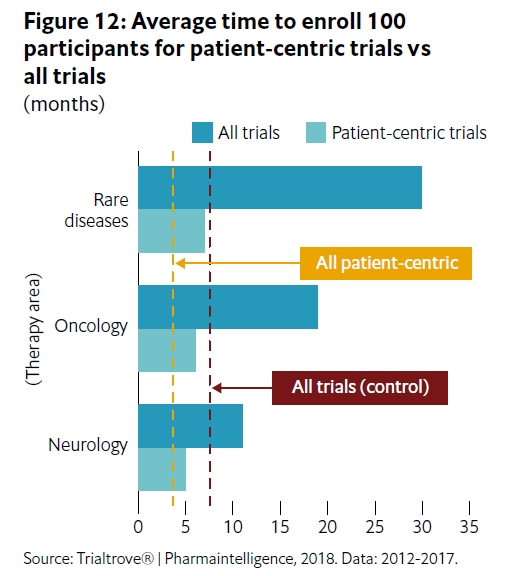 Figure 12: Average time to enroll 100
participants for patient-centric trials vs
all trials
(months)
All trials
Patient-centric trials
Rare
diseases
All patient-centric
(Therapy area)
Oncology
All trials (control)
Neurology
0 5 10 15 20 25 30 35
Source: Trialtrove® | Pharmaintelligence, 2018. Data: 2012-2017.